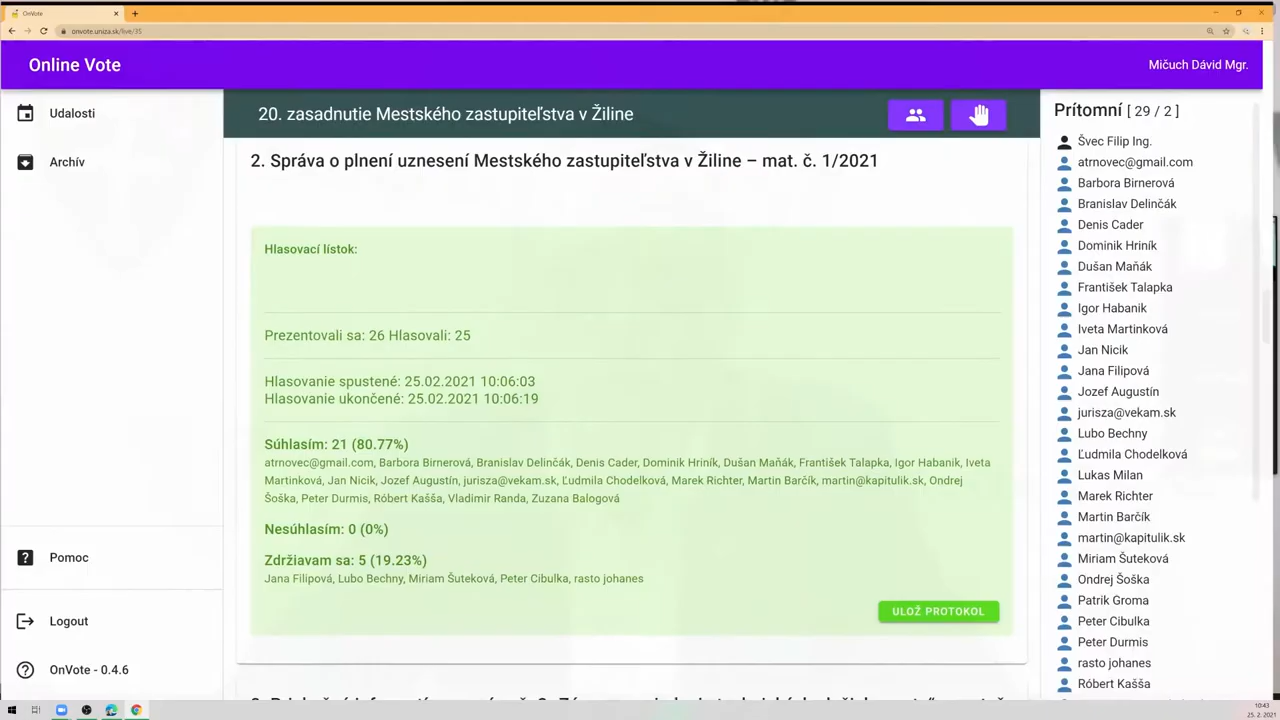 OnVote
onvote.uniza.sk/live/35
Online Vote
Mičuch Dávid Mgr.
Udalosti
Archív
Pomoc
Logout
OnVote - 0.4.6
20. zasadnutie Mestského zastupiteľstva v Žiline
2. Správa o plnení uznesení Mestského zastupiteľstva v Žiline – mat. č. 1/2021
Hlasovací lístok:
Prezentovali sa: 26 Hlasovali: 25
Hlasovanie spustené: 25.02.2021 10:06:03
Hlasovanie ukončené: 25.02.2021 10:06:19
Súhlasím: 21 (80.77%)
atrnovec@gmail.com, Barbora Birnerová, Branislav Delinčák, Denis Cader, Dominik Hriník, Dušan Maňák, František Talapka, Igor Habanik, Iveta
Martinková, Jan Nicik, Jozef Augustín, jurisza@vekam.sk, Ľudmila Chodelková, Marek Richter, Martin Barčík, martin@kapitulik.sk, Ondrej
Šoška, Peter Durmis, Róbert Kašša, Vladimir Randa, Zuzana Balogová
Nesúhlasím: 0 (0%)
Zdržiavam sa: 5 (19.23%)
Jana Filipová, Lubo Bechny, Miriam Šuteková, Peter Cibulka, rasto johanes
ULOŽ PROTOKOL
Prítomní [ 29 / 2 ]
Švec Filip Ing.
atrnovec@gmail.com
Barbora Birnerová
Branislav Delinčák
Denis Cader
Dominik Hriník
Dušan Maňák
František Talapka
Igor Habanik
Iveta Martinková
Jan Nicik
Jana Filipová
Jozef Augustín
jurisza@vekam.sk
Lubo Bechny
Ľudmila Chodelková
Lukas Milan
Marek Richter
Martin Barčík
martin@kapitulik.sk
Miriam Šuteková
Ondrej Šoška
Patrik Groma
Peter Cibulka
Peter Durmis
rasto johanes
Róbert Kašša
10:43
25. 2. 2021